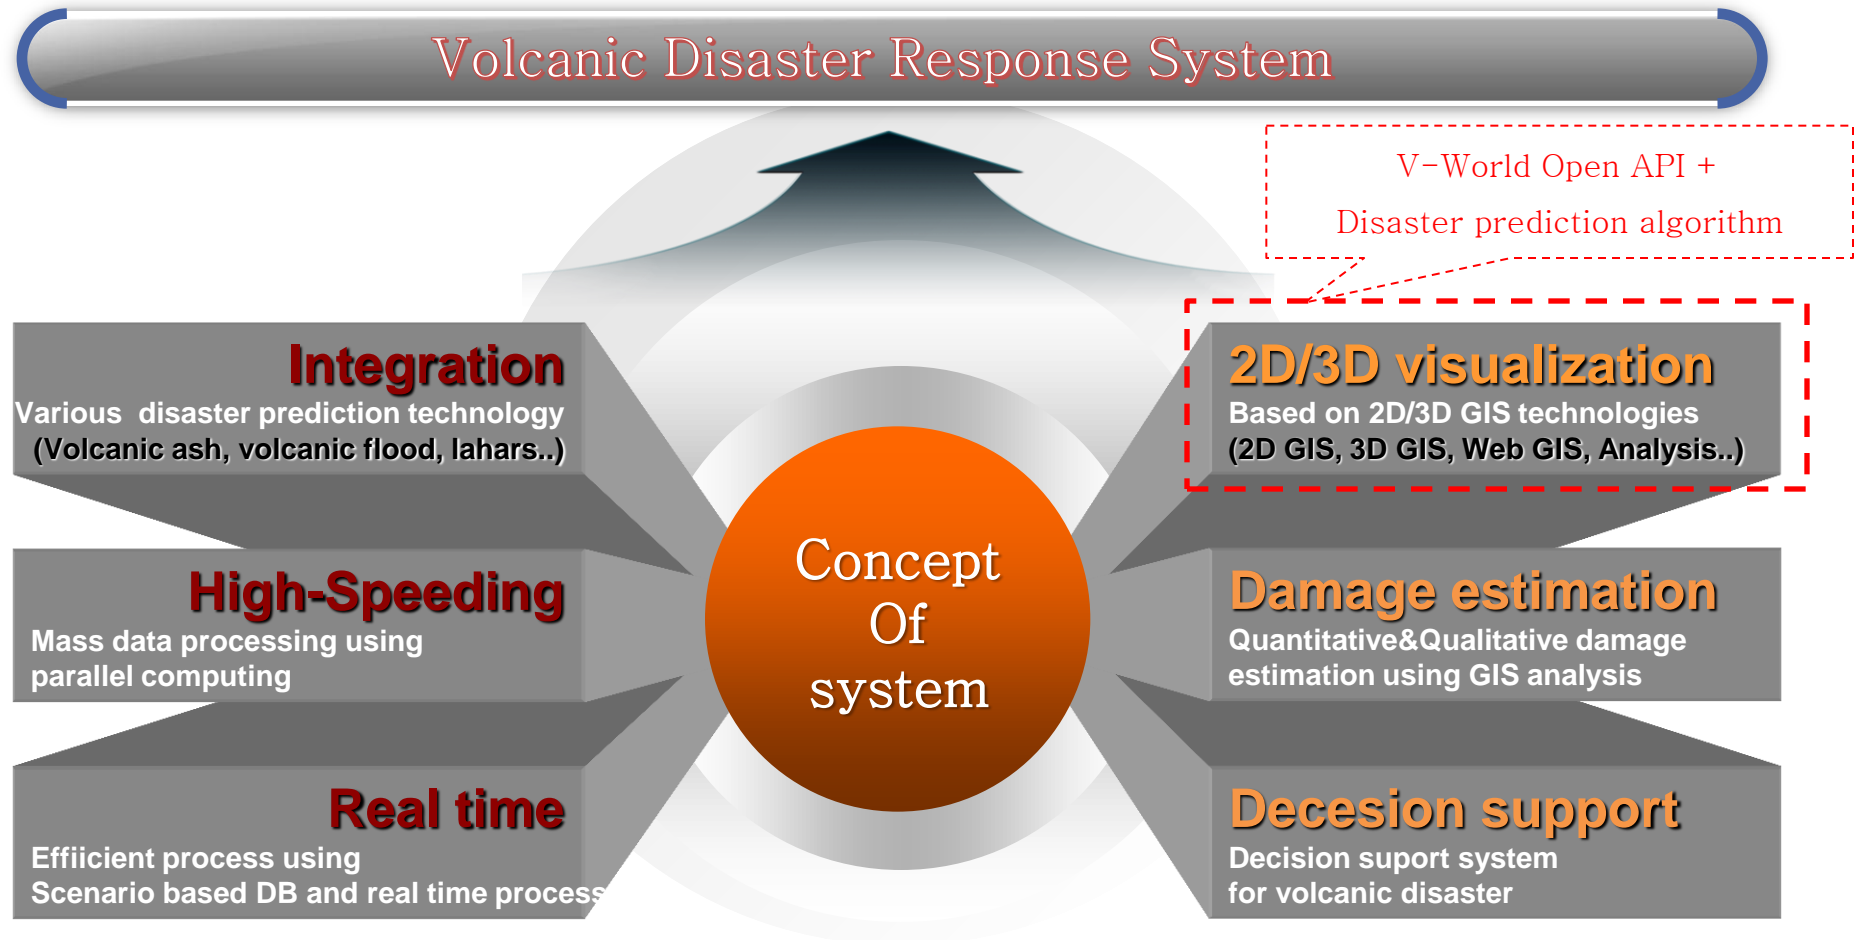 Volcanic Disaster Response System
V-World Open API +
Disaster prediction algorithm
Integration
Various disaster prediction technology
(Volcanic ash, volcanic flood, lahars..)
2D/3D visualization
Based on 2D/3D GIS technologies
(2D GIS, 3D GIS, Web GIS, Analysis..)
Concept
Of
system
High-Speeding
Mass data processing using
parallel computing
Damage estimation
Quantitative&Qualitative damage
estimation using GIS analysis
Real time
Effiicient process using
Scenario based DB and real time process
Decesion support
Decision suport system
for volcanic disaster